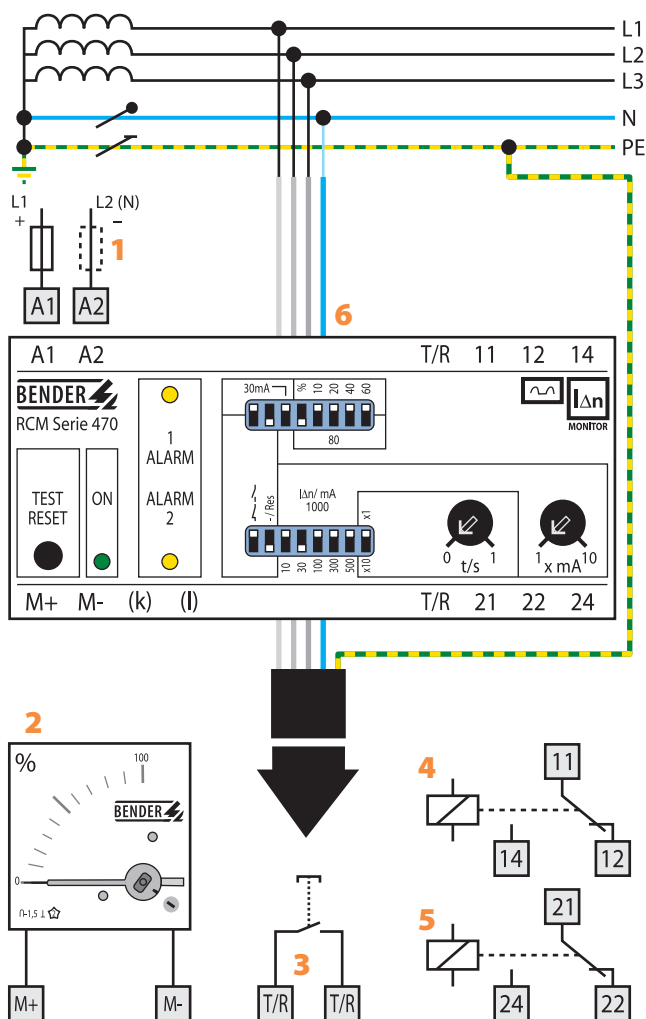 L1
L2
L3
N
PE
L1
+
L2 (N)
–
1
A1
A2
6
A1 A2 T/R 11 12 14
BENDER
RCM Serie 470
30mA
% 10 20 40 60
80
IΔn
MONITOR
1
ALARM
ALARM
2
TEST
RESET
ON
-/ Res
IΔn/ mA
1000
x1
10 30 100 300 500 x10
0 t/s 1
1 x mA 10
M+ M- (k) (l) T/R 21 22 24
2
%
100
BENDER
0
M+
M-
3
T/R
T/R
4
11
14
12
5
21
24
22